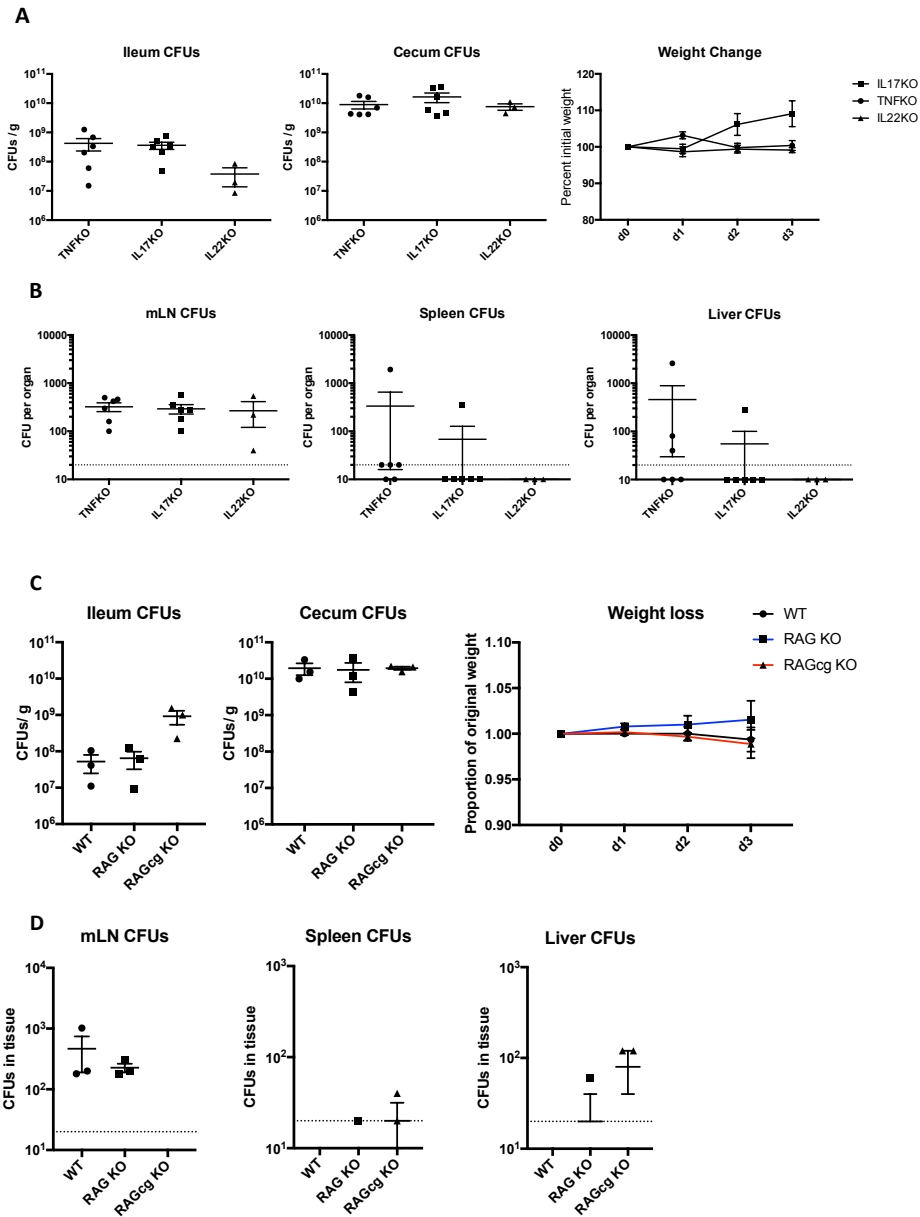 A
Ileum CFUs
CFUs / g
10¹¹
10¹⁰
10⁹
10⁸
10⁷
10⁶
TNFKO
IL17KO
IL22KO
Cecum CFUs
CFUs / g
10¹¹
10¹⁰
10⁹
10⁸
10⁷
10⁶
TNFKO
IL17KO
IL22KO
Weight Change
Percent initial weight
120
110
100
90
80
d0
d1
d2
d3
IL17KO
TNFKO
IL22KO
B
mLN CFUs
CFU per organ
10000
1000
100
10
TNFKO
IL17KO
IL22KO
Spleen CFUs
CFU per organ
10000
1000
100
10
TNFKO
IL17KO
IL22KO
Liver CFUs
CFU per organ
10000
1000
100
10
TNFKO
IL17KO
IL22KO
C
Ileum CFUs
CFUs/ g
10¹¹
10¹⁰
10⁹
10⁸
10⁷
10⁶
WT
RAG KO
RAGcg KO
Cecum CFUs
CFUs/ g
10¹¹
10¹⁰
10⁹
10⁸
10⁷
10⁶
WT
RAG KO
RAGcg KO
Weight loss
Proportion of original weight
1.10
1.05
1.00
0.95
0.90
d0
d1
d2
d3
WT
RAG KO
RAGcg KO
D
mLN CFUs
CFUs in tissue
10⁴
10³
10²
10¹
WT
RAG KO
RAGcg KO
Spleen CFUs
CFUs in tissue
10³
10²
10¹
WT
RAG KO
RAGcg KO
Liver CFUs
CFUs in tissue
10³
10²
10¹
WT
RAG KO
RAGcg KO